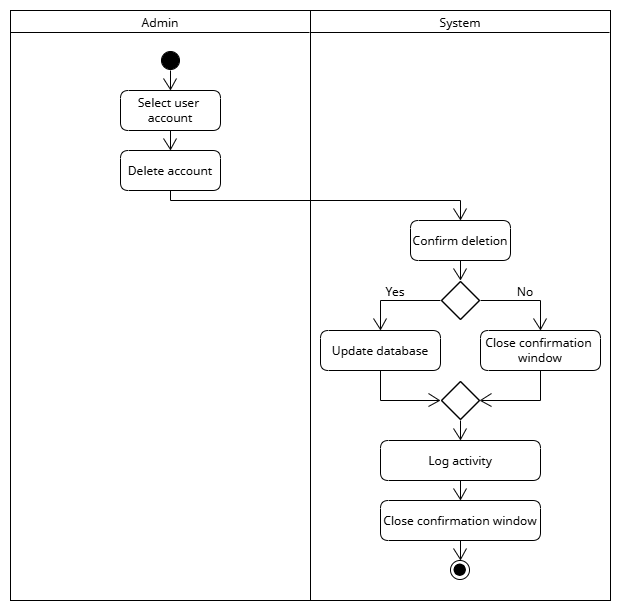 Admin
System
Select user
account
Delete account
Confirm deletion
Yes
No
Update database
Close confirmation
window
Log activity
Close confirmation window